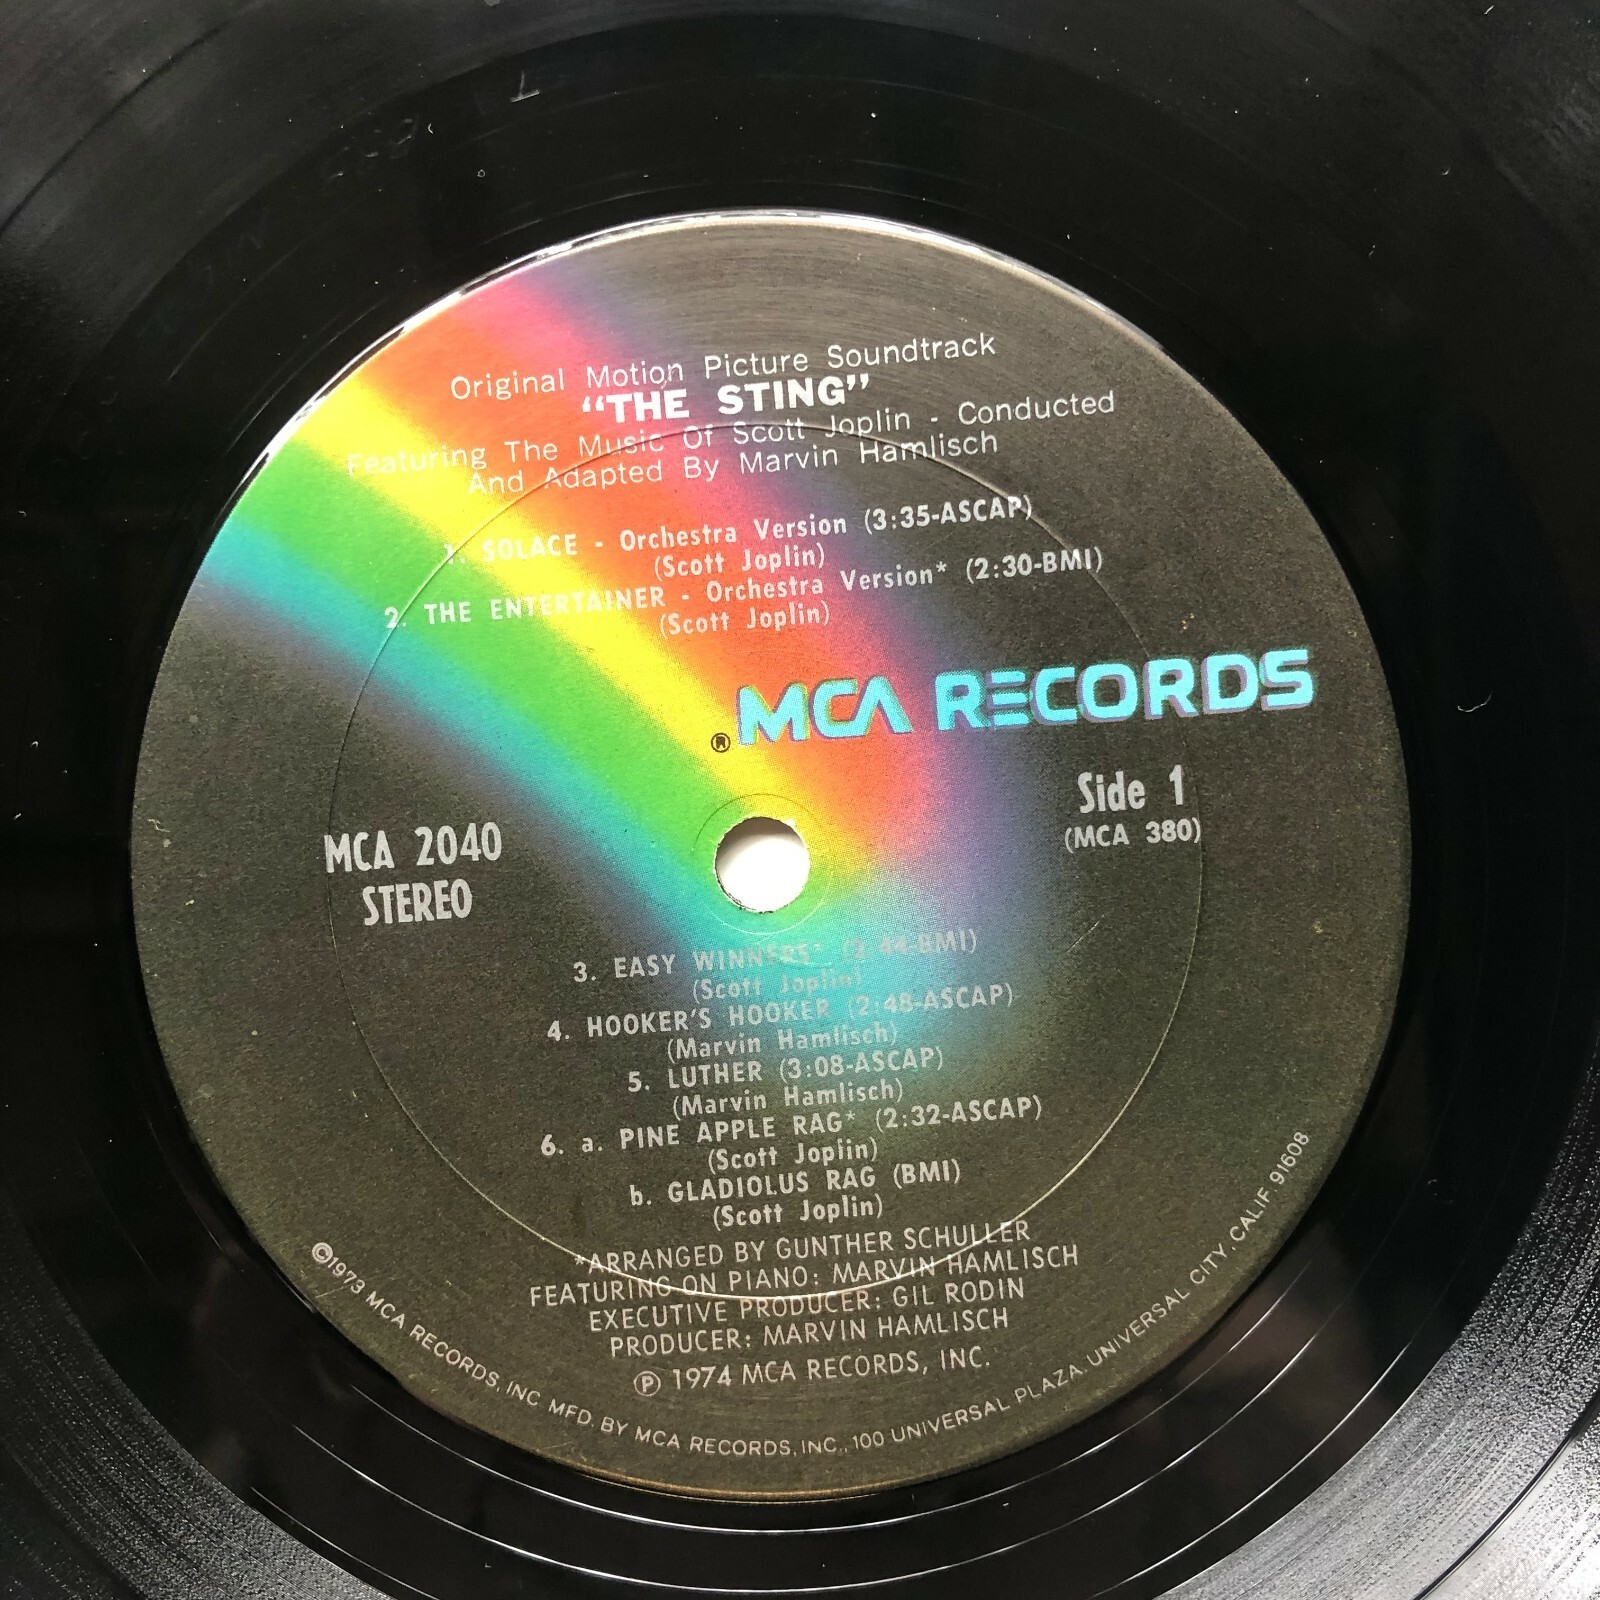 Original Motion Picture Soundtrack
“THE STING”
Featuring The Music Of Scott Joplin - Conducted
And Adapted By Marvin Hamlisch
1. SOLACE - Orchestra Version (3:35-ASCAP)
(Scott Joplin)
2. THE ENTERTAINER - Orchestra Version* (2:30-BMI)
(Scott Joplin)
® MCA RECORDS
Side 1
(MCA 380)
MCA 2040
STEREO
3. EASY WINNERS* (2:44-BMI)
(Scott Joplin)
4. HOOKER'S HOOKER (2:48-ASCAP)
(Marvin Hamlisch)
5. LUTHER (3:08-ASCAP)
(Marvin Hamlisch)
6. a. PINE APPLE RAG* (2:32-ASCAP)
(Scott Joplin)
b. GLADIOLUS RAG (BMI)
(Scott Joplin)
*ARRANGED BY GUNTHER SCHULLER
FEATURING ON PIANO: MARVIN HAMLISCH
EXECUTIVE PRODUCER: GIL RODIN
PRODUCER: MARVIN HAMLISCH
℗ 1974 MCA RECORDS, INC.
©1973 MCA RECORDS, INC. MFD. BY MCA RECORDS, INC., 100 UNIVERSAL PLAZA, UNIVERSAL CITY, CALIF. 91608